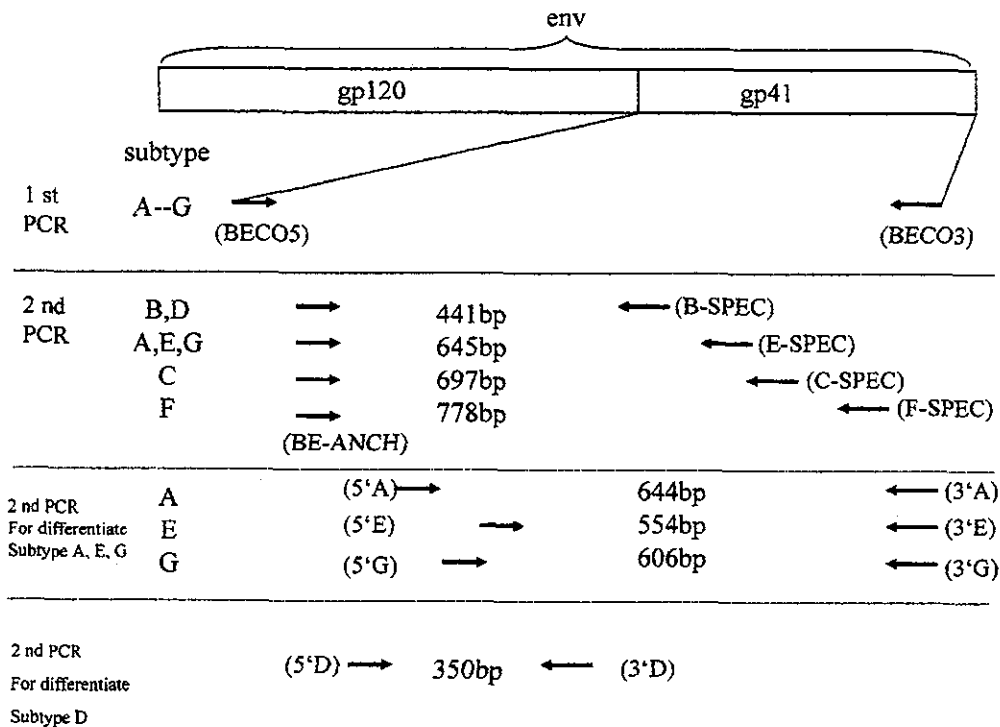 env
gp120 gp41
subtype
1 st PCR A--G (BECO5) (BECO3)
2 nd PCR
B,D 441bp (B-SPEC)
A,E,G 645bp (E-SPEC)
C 697bp (C-SPEC)
F 778bp (F-SPEC)
(BE-ANCH)
2 nd PCR
For differentiate
Subtype A, E, G
A (5‘A) 644bp (3‘A)
E (5‘E) 554bp (3‘E)
G (5‘G) 606bp (3‘G)
2 nd PCR
For differentiate
Subtype D
(5‘D) 350bp (3‘D)